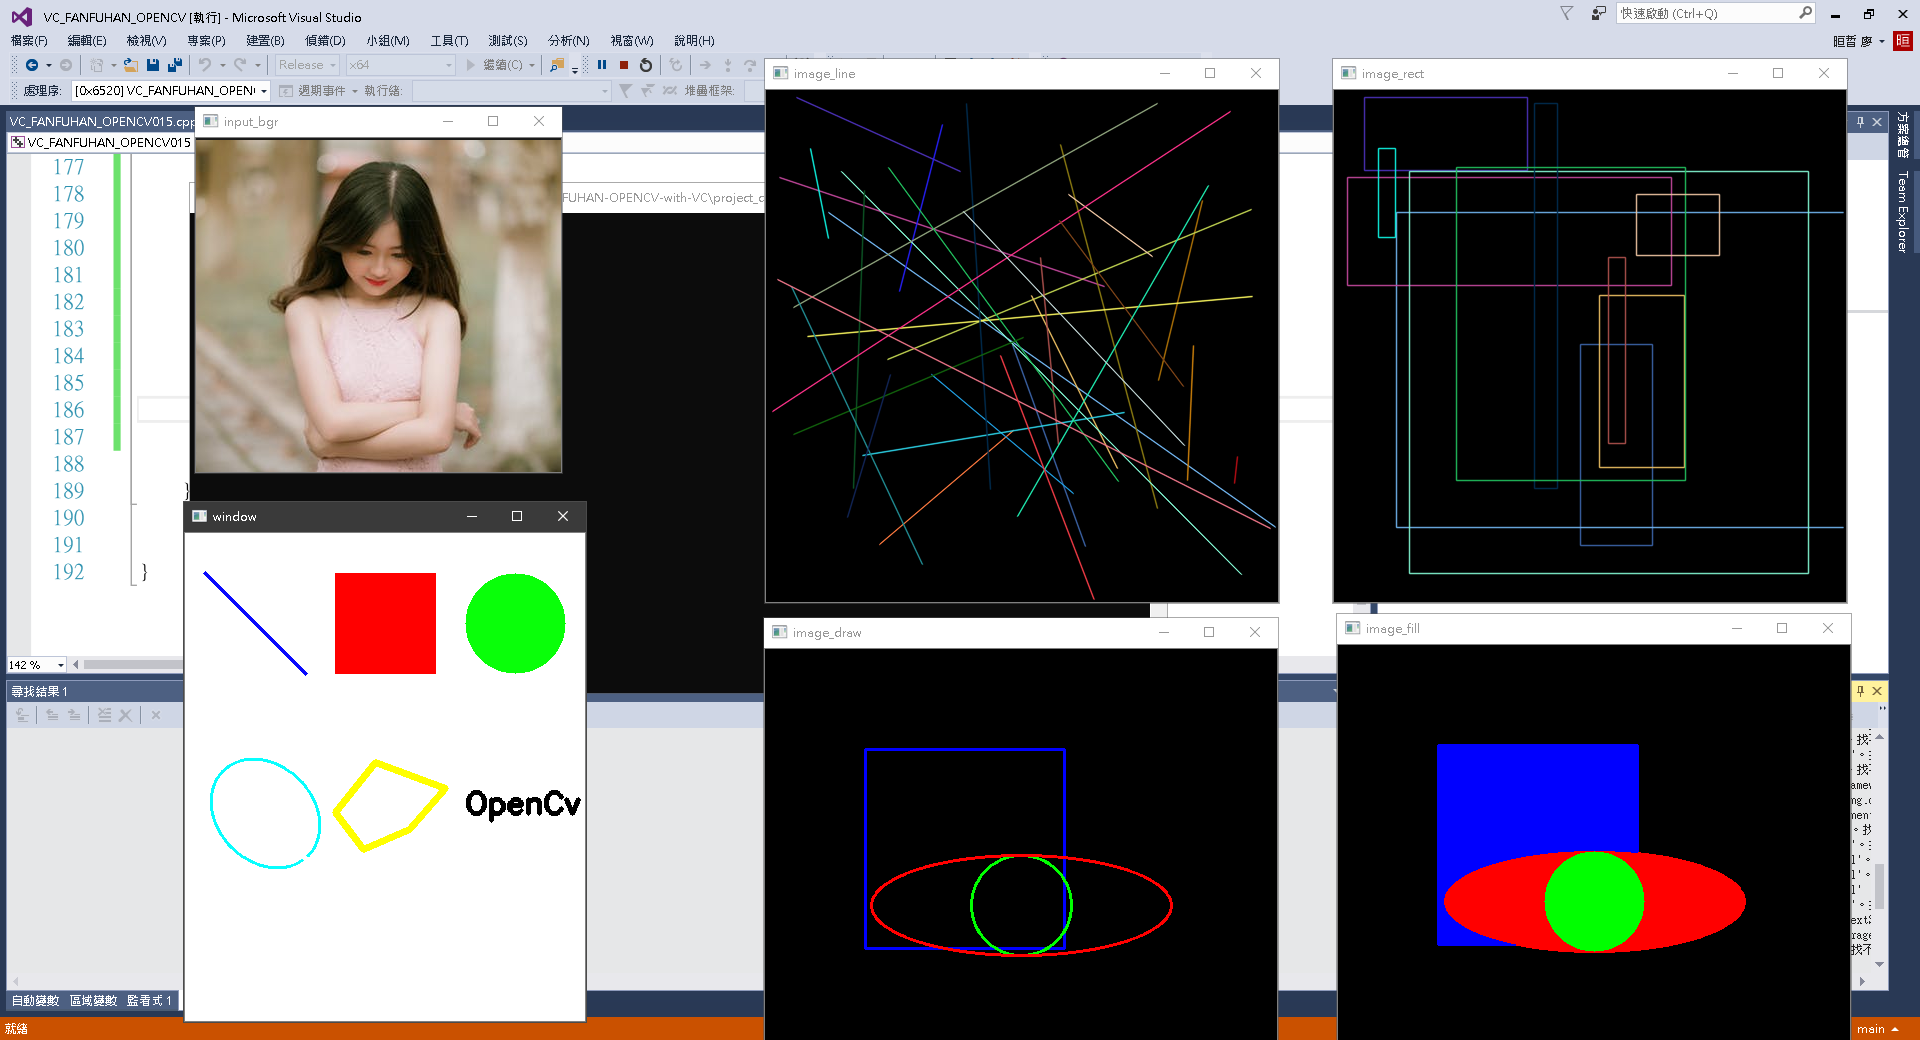 VC_FANFUHAN_OPENCV [執行] - Microsoft Visual Studio
快速啟動 (Ctrl+Q)
檔案(F) 編輯(E) 檢視(V) 專案(P) 建置(B) 偵錯(D) 小組(M) 工具(T) 測試(S) 分析(N) 視窗(W) 說明(H)
Release x64 繼續(C)
處理序: [0x6520] VC_FANFUHAN_OPEN 週期事件 執行緒: 堆疊框架:
VC_FANFUHAN_OPENCV015.cpp
VC_FANFUHAN_OPENCV015
input_bgr
image_line
image_rect
方案總管
Team Explorer
FUHAN-OPENCV-with-VC\project_
177
178
179
180
181
182
183
184
185
186
187
188
189 }
190
191
192 }
window
OpenCv
image_draw
image_fill
142 %
尋找結果 1
自動變數 區域變數 監看式 1
就緒
main